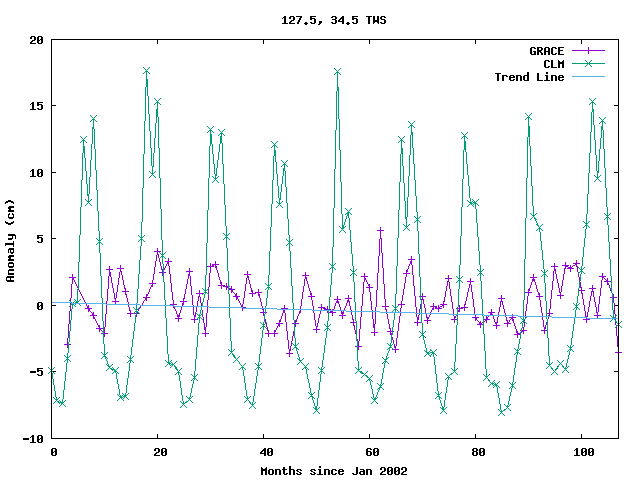 127.5, 34.5 TWS
GRACE
CLM
Trend Line
Anomaly (cm)
20
15
10
5
0
-5
-10
0 20 40 60 80 100
Months since Jan 2002